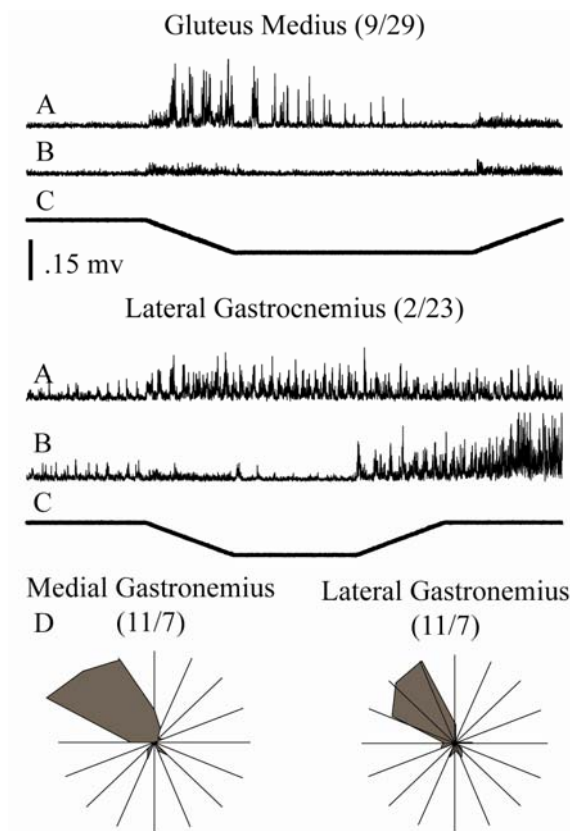 Gluteus Medius (9/29)
A
B
C
.15 mv
Lateral Gastrocnemius (2/23)
A
B
C
Medial Gastronemius
(11/7)
Lateral Gastronemius
(11/7)
D